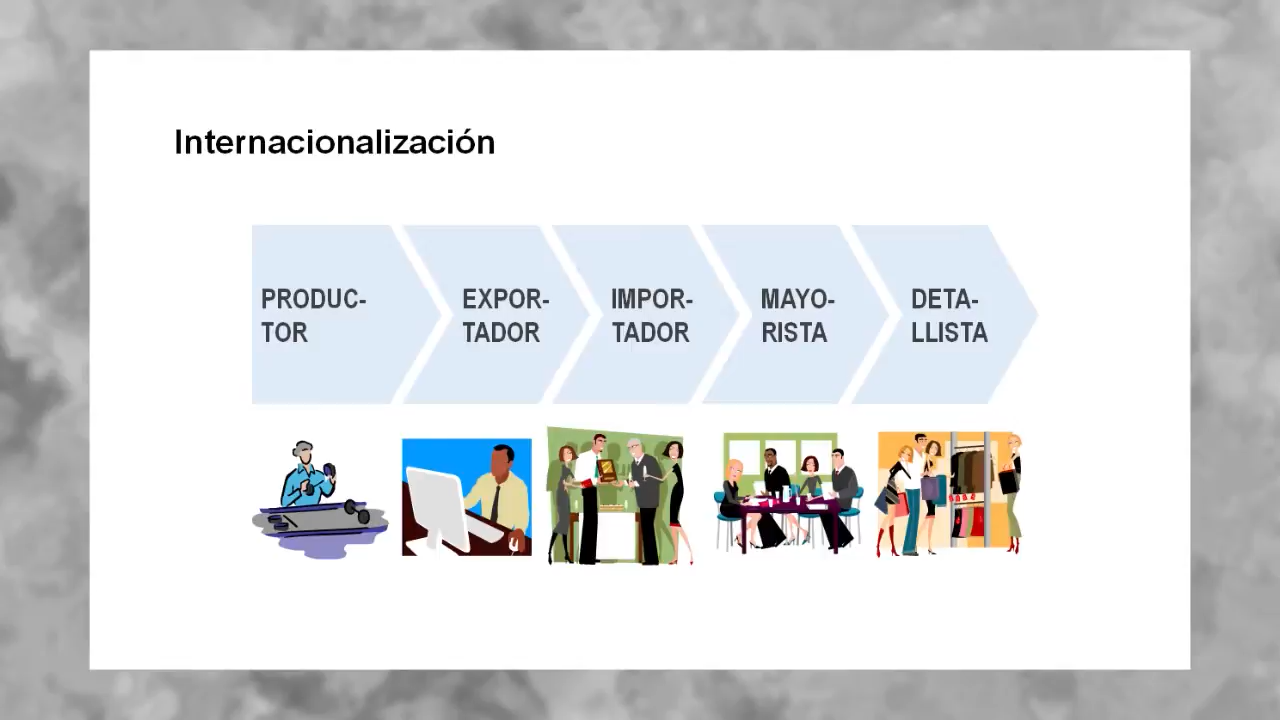 Internacionalización
PRODUC-
TOR
EXPOR-
TADOR
IMPOR-
TADOR
MAYO-
RISTA
DETA-
LLISTA